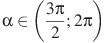 α ∈ (3π/2; 2π)